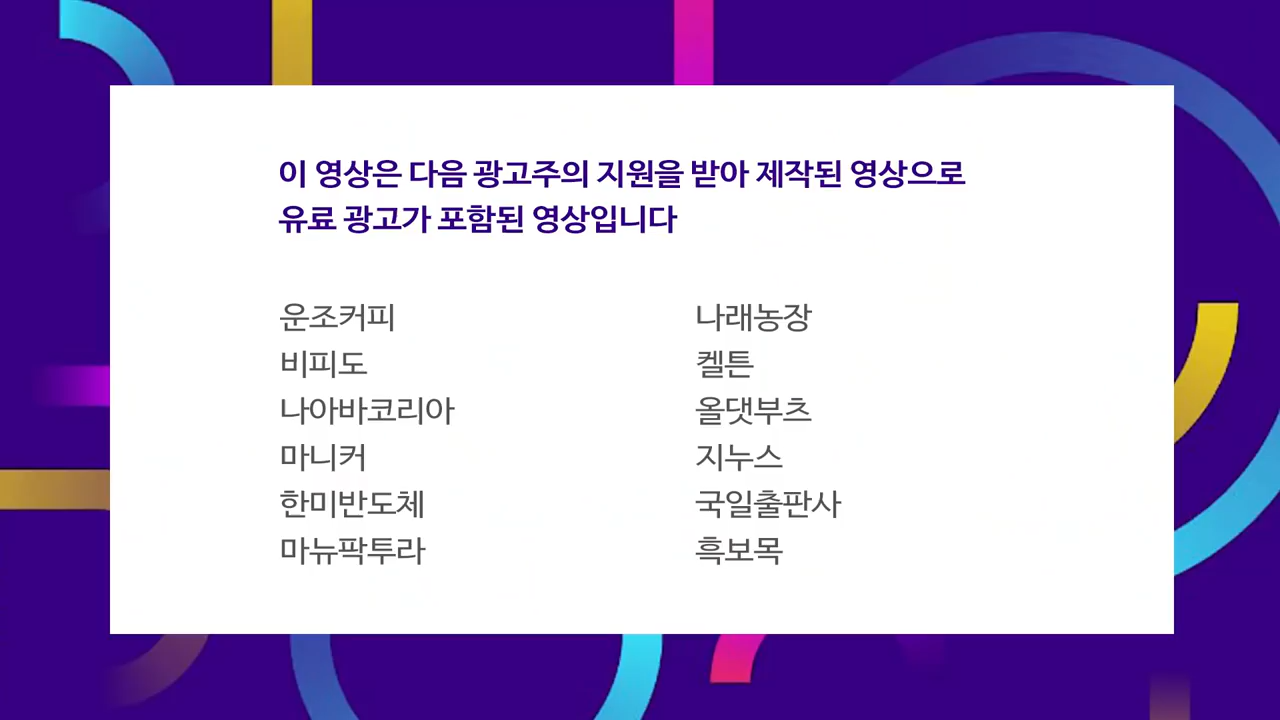 이 영상은 다음 광고주의 지원을 받아 제작된 영상으로
유료 광고가 포함된 영상입니다
운조커피
비피도
나아바코리아
마니커
한미반도체
마뉴팍투라
나래농장
켈튼
올댓부츠
지누스
국일출판사
흑보목